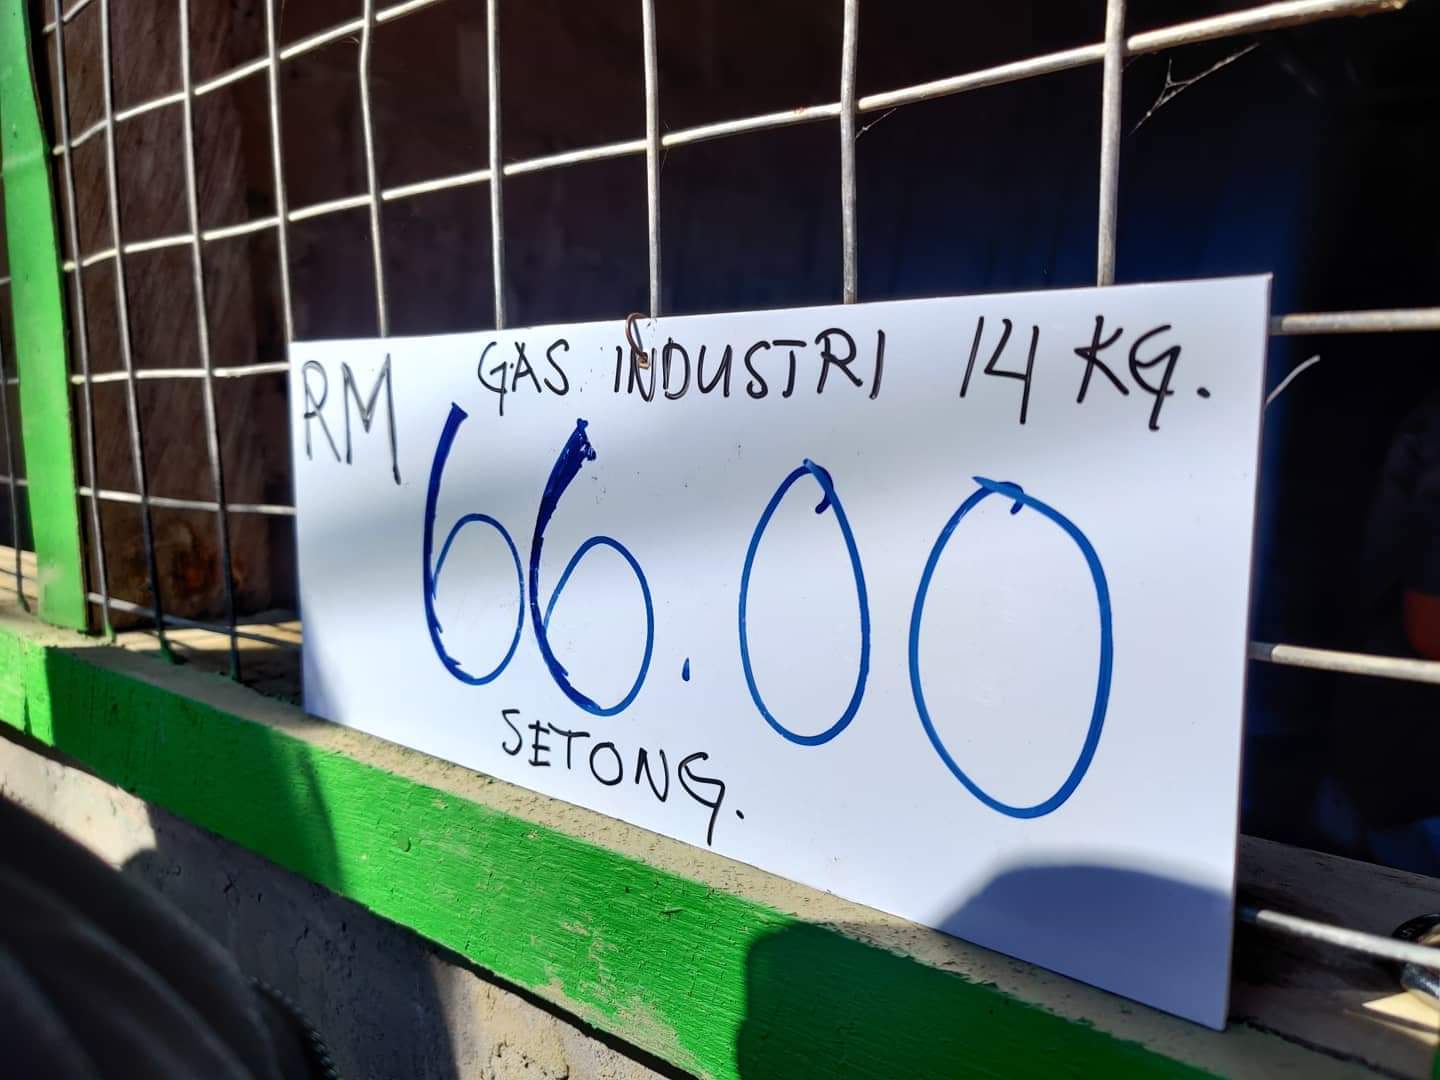 GAS INDUSTRI 14 KG.
RM 66.00
SETONG.